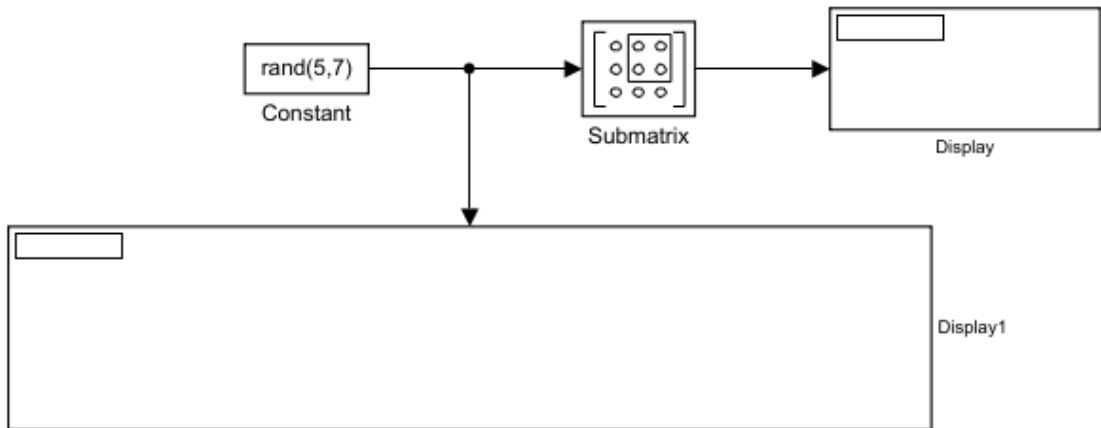 rand(5,7)
Constant
Submatrix
Display
Display1